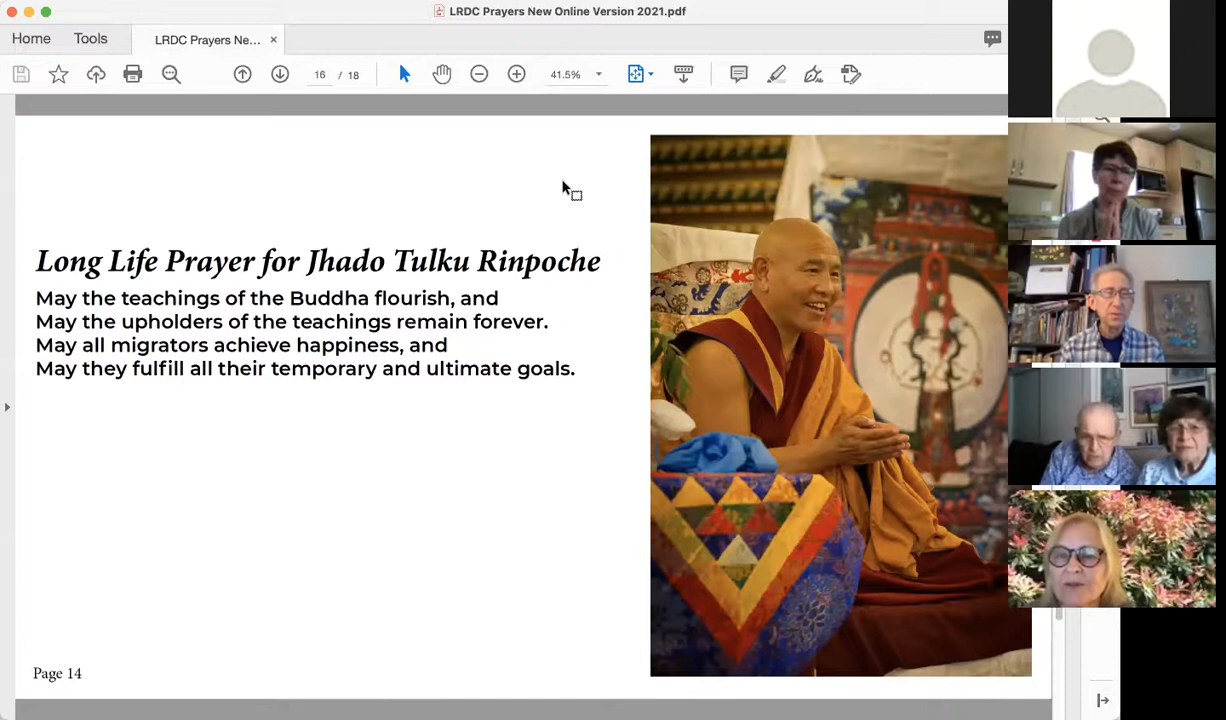 LRDC Prayers New Online Version 2021.pdf
Home Tools LRDC Prayers Ne... ×
16 / 18 41.5%
Long Life Prayer for Jhado Tulku Rinpoche
May the teachings of the Buddha flourish, and
May the upholders of the teachings remain forever.
May all migrators achieve happiness, and
May they fulfill all their temporary and ultimate goals.
Page 14